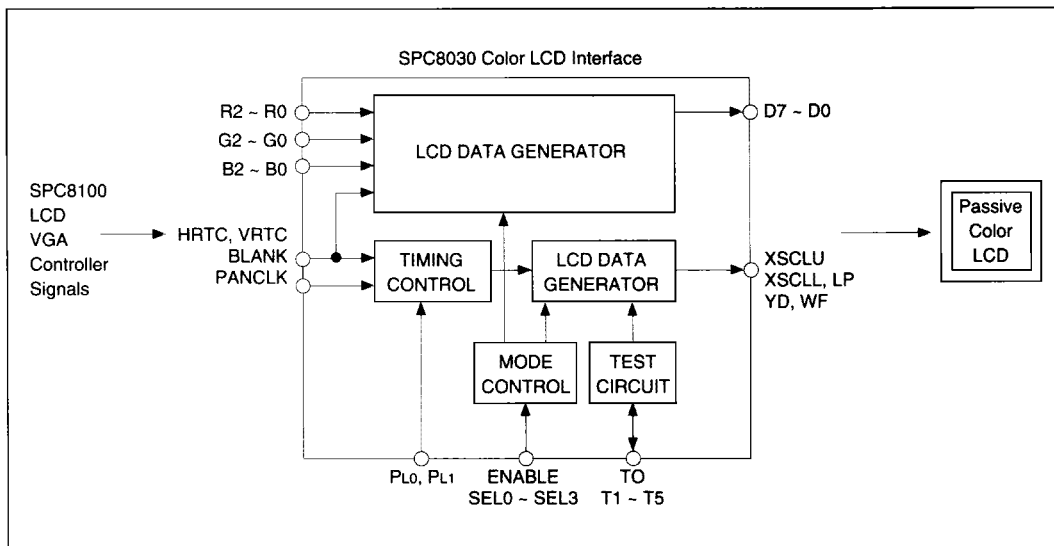 SPC8030 Color LCD Interface
R2 ~ R0
G2 ~ G0
B2 ~ B0
LCD DATA GENERATOR
D7 ~ D0
SPC8100
LCD
VGA
Controller
Signals
HRTC, VRTC
BLANK
PANCLK
TIMING
CONTROL
LCD DATA
GENERATOR
XSCLU
XSCLL, LP
YD, WF
Passive
Color
LCD
MODE
CONTROL
TEST
CIRCUIT
PL0, PL1
ENABLE
SEL0 ~ SEL3
TO
T1 ~ T5